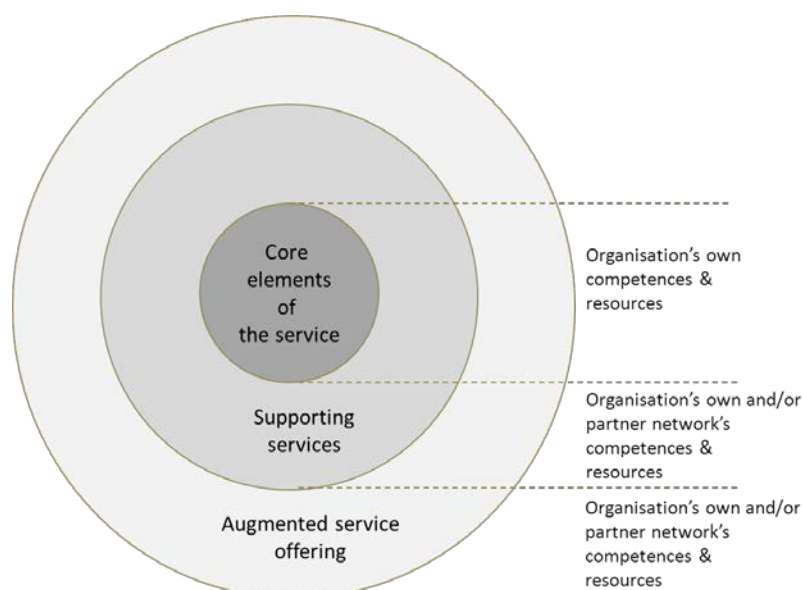 Core
elements
of
the service
Organisation's own
competences &
resources
Supporting
services
Organisation's own and/or
partner network's
competences &
resources
Augmented service
offering
Organisation's own and/or
partner network's
competences &
resources